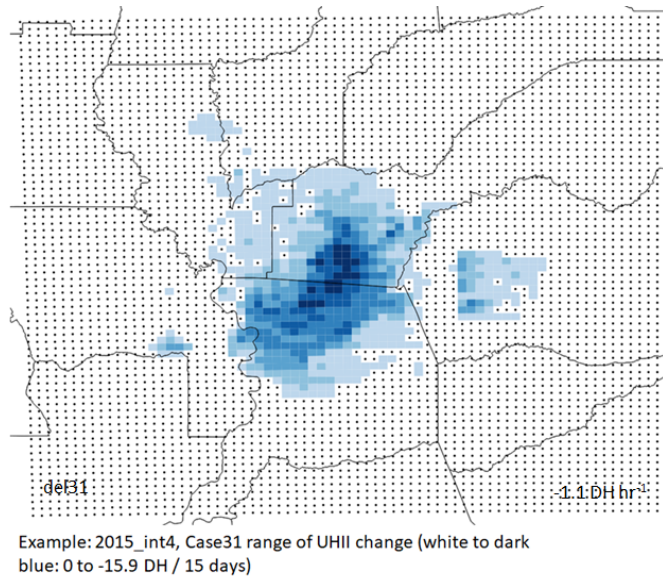 del31
-1.1 DH hr-1
Example: 2015_int4, Case31 range of UHII change (white to dark
blue: 0 to -15.9 DH / 15 days)